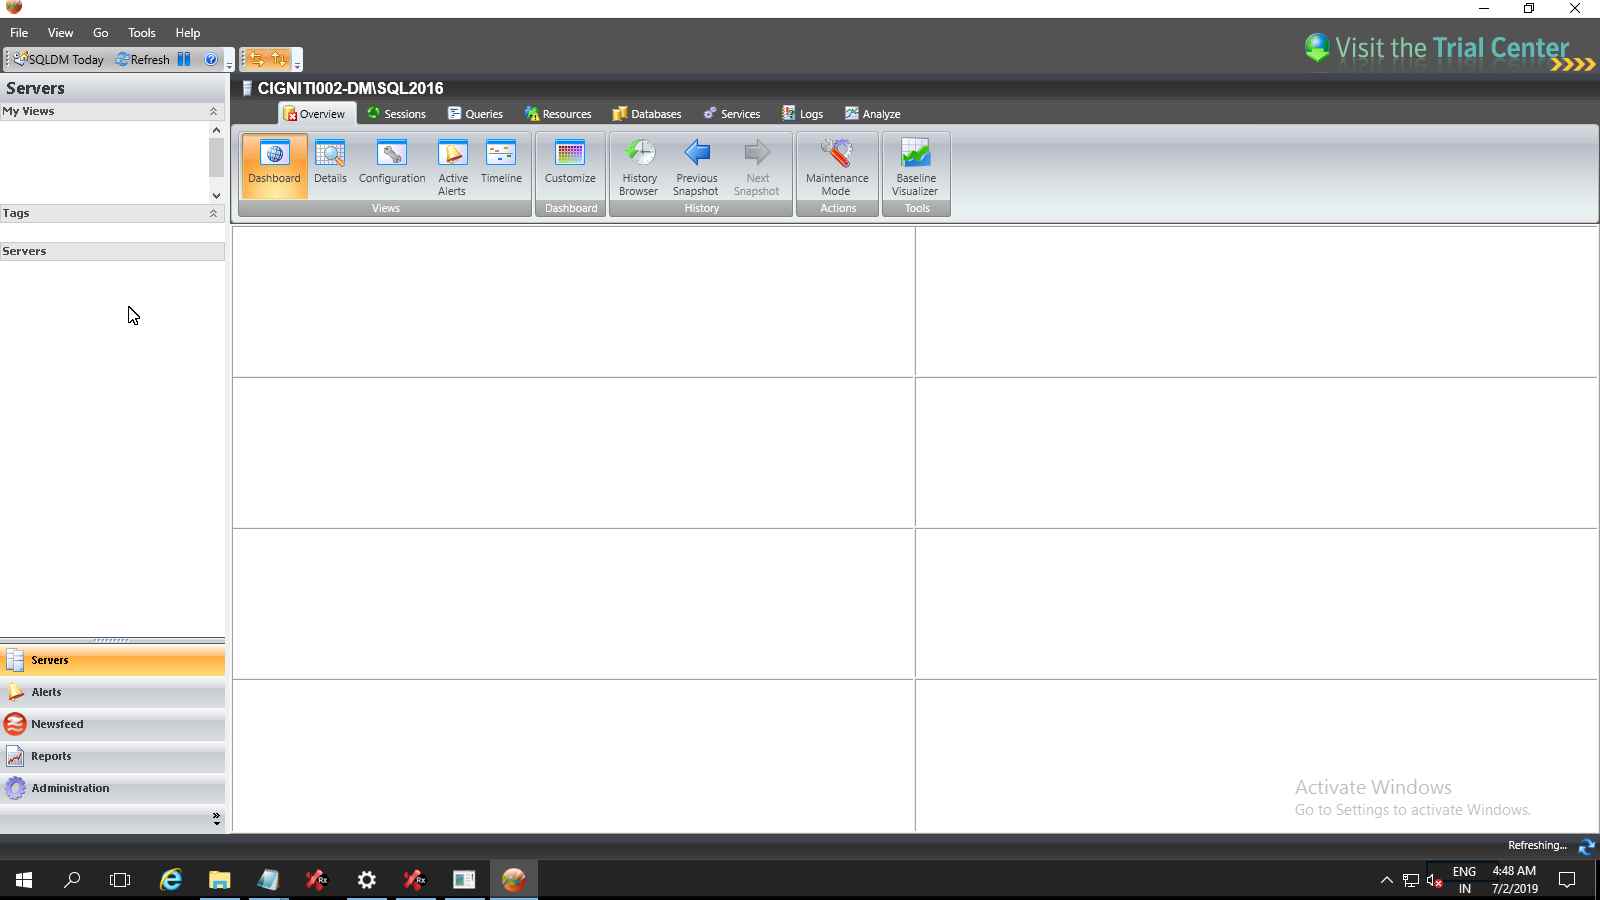 File View Go Tools Help
SQLDM Today Refresh
Visit the Trial Center
Servers
CIGNITI002-DM\SQL2016
My Views
Overview Sessions Queries Resources Databases Services Logs Analyze
Dashboard Details Configuration Active Alerts Timeline Customize History Browser Previous Snapshot Next Snapshot Maintenance Mode Baseline Visualizer
Views Dashboard History Actions Tools
Tags
Servers
Servers
Alerts
Newsfeed
Reports
Administration
Activate Windows
Go to Settings to activate Windows.
Refreshing...
Rx Rx
ENG 4:48 AM
IN 7/2/2019